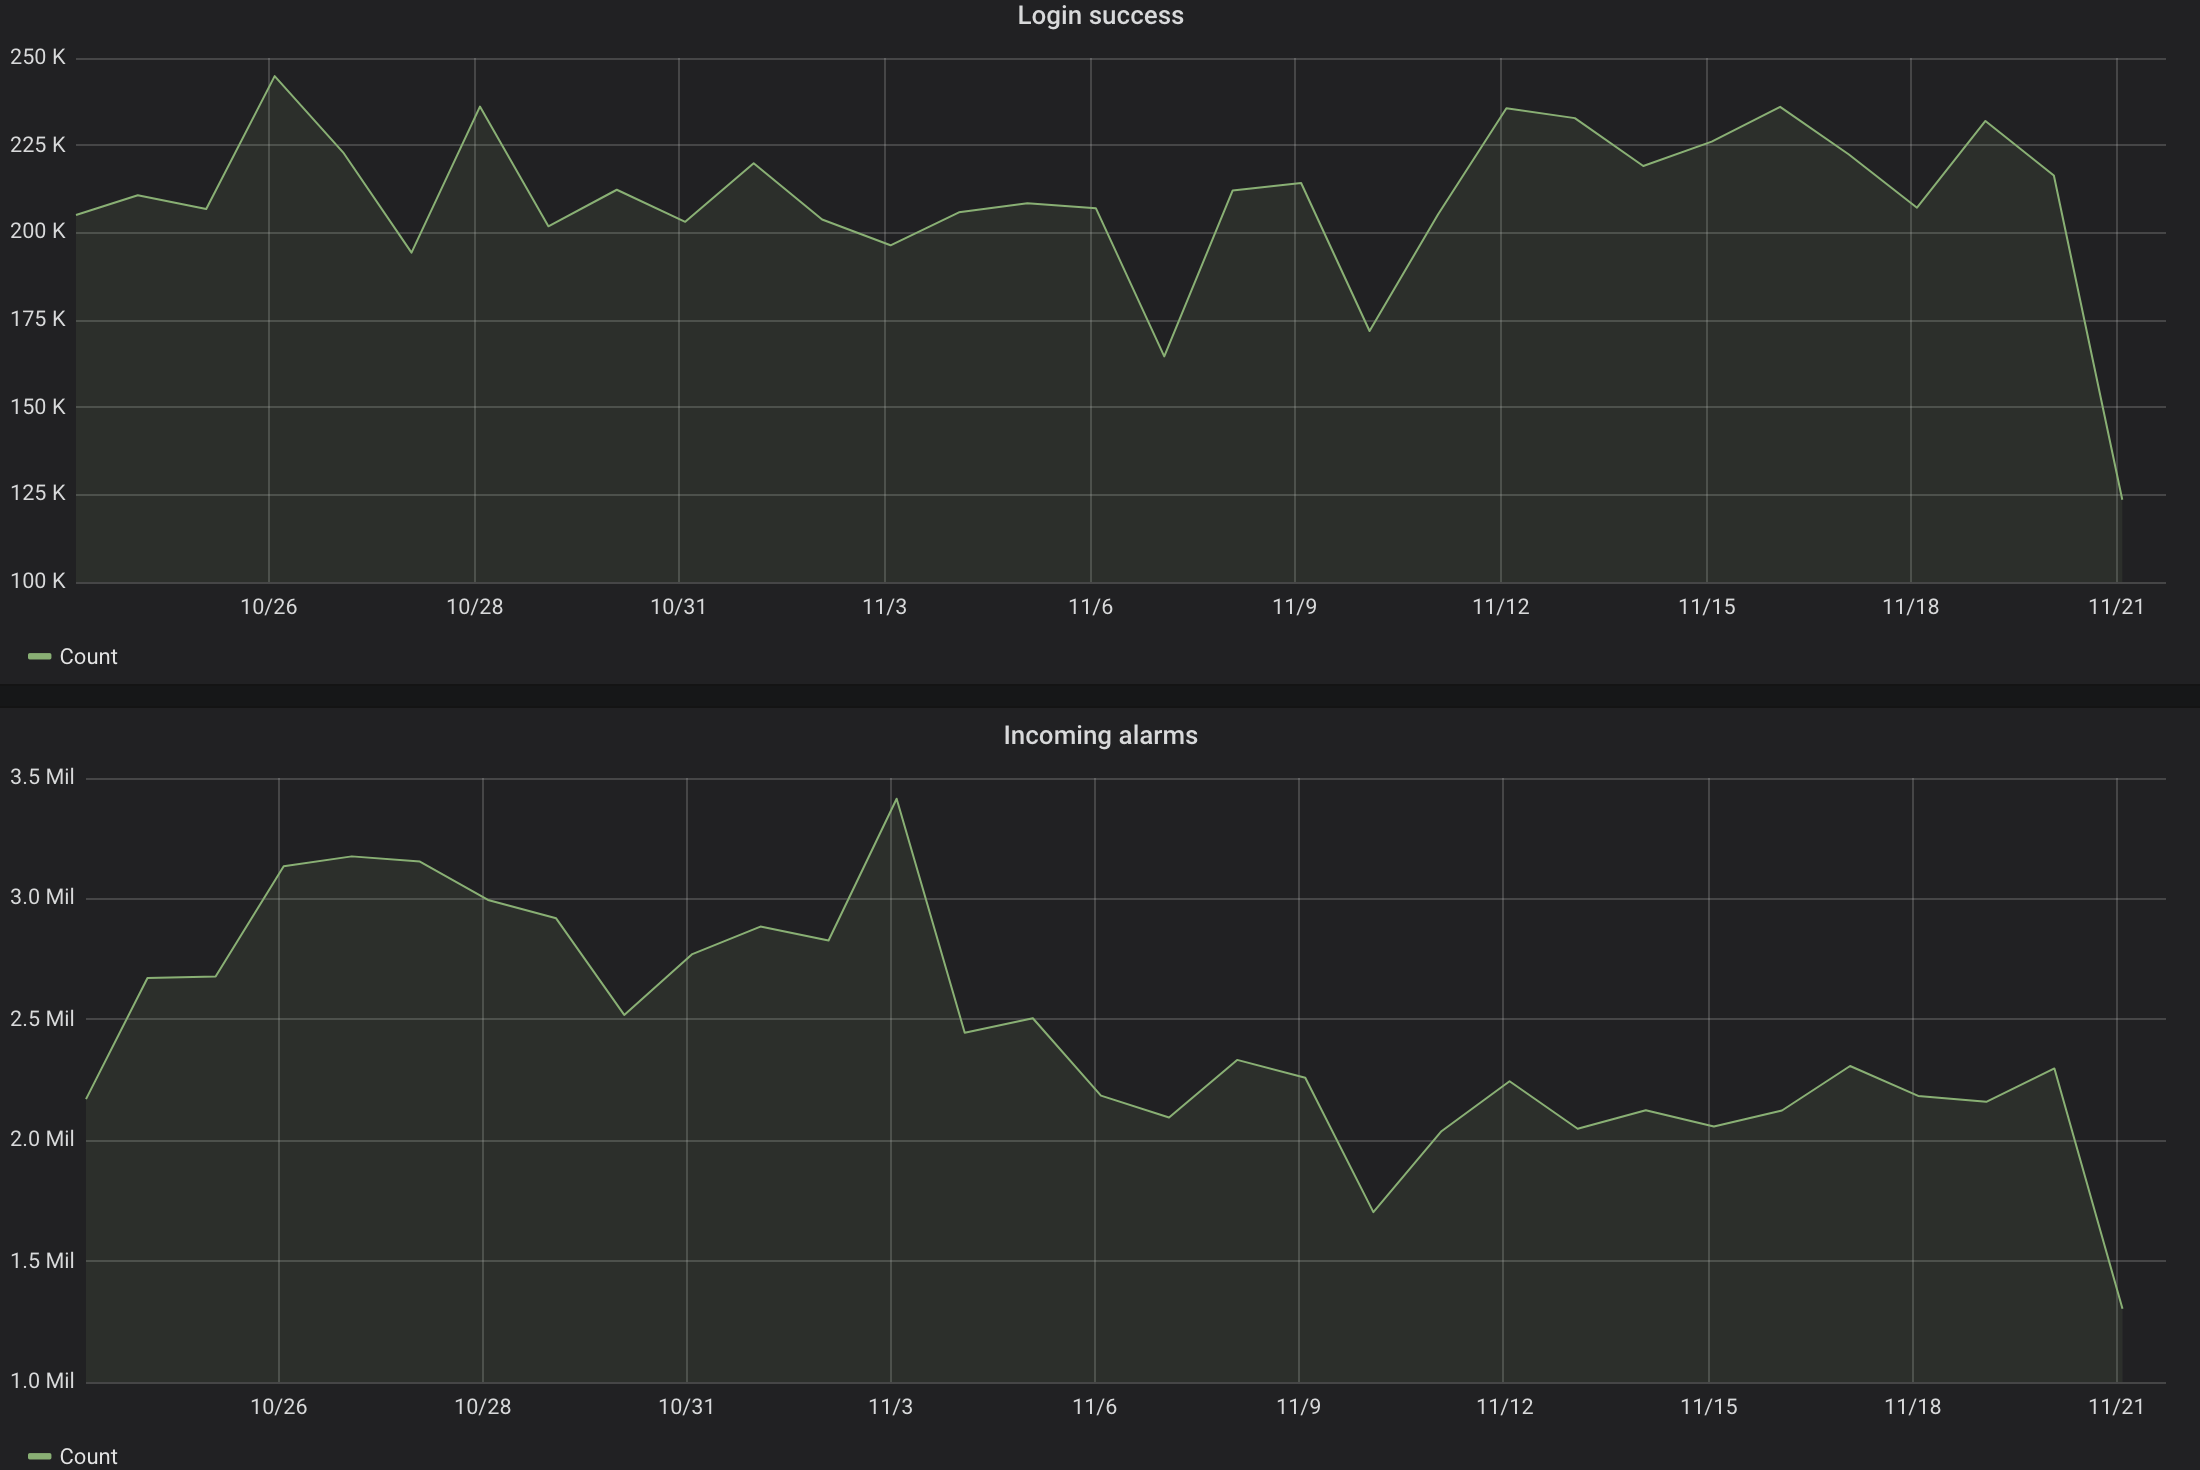 Login success
250 K
225 K
200 K
175 K
150 K
125 K
100 K
10/26 10/28 10/31 11/3 11/6 11/9 11/12 11/15 11/18 11/21
Count
Incoming alarms
3.5 Mil
3.0 Mil
2.5 Mil
2.0 Mil
1.5 Mil
1.0 Mil
10/26 10/28 10/31 11/3 11/6 11/9 11/12 11/15 11/18 11/21
Count